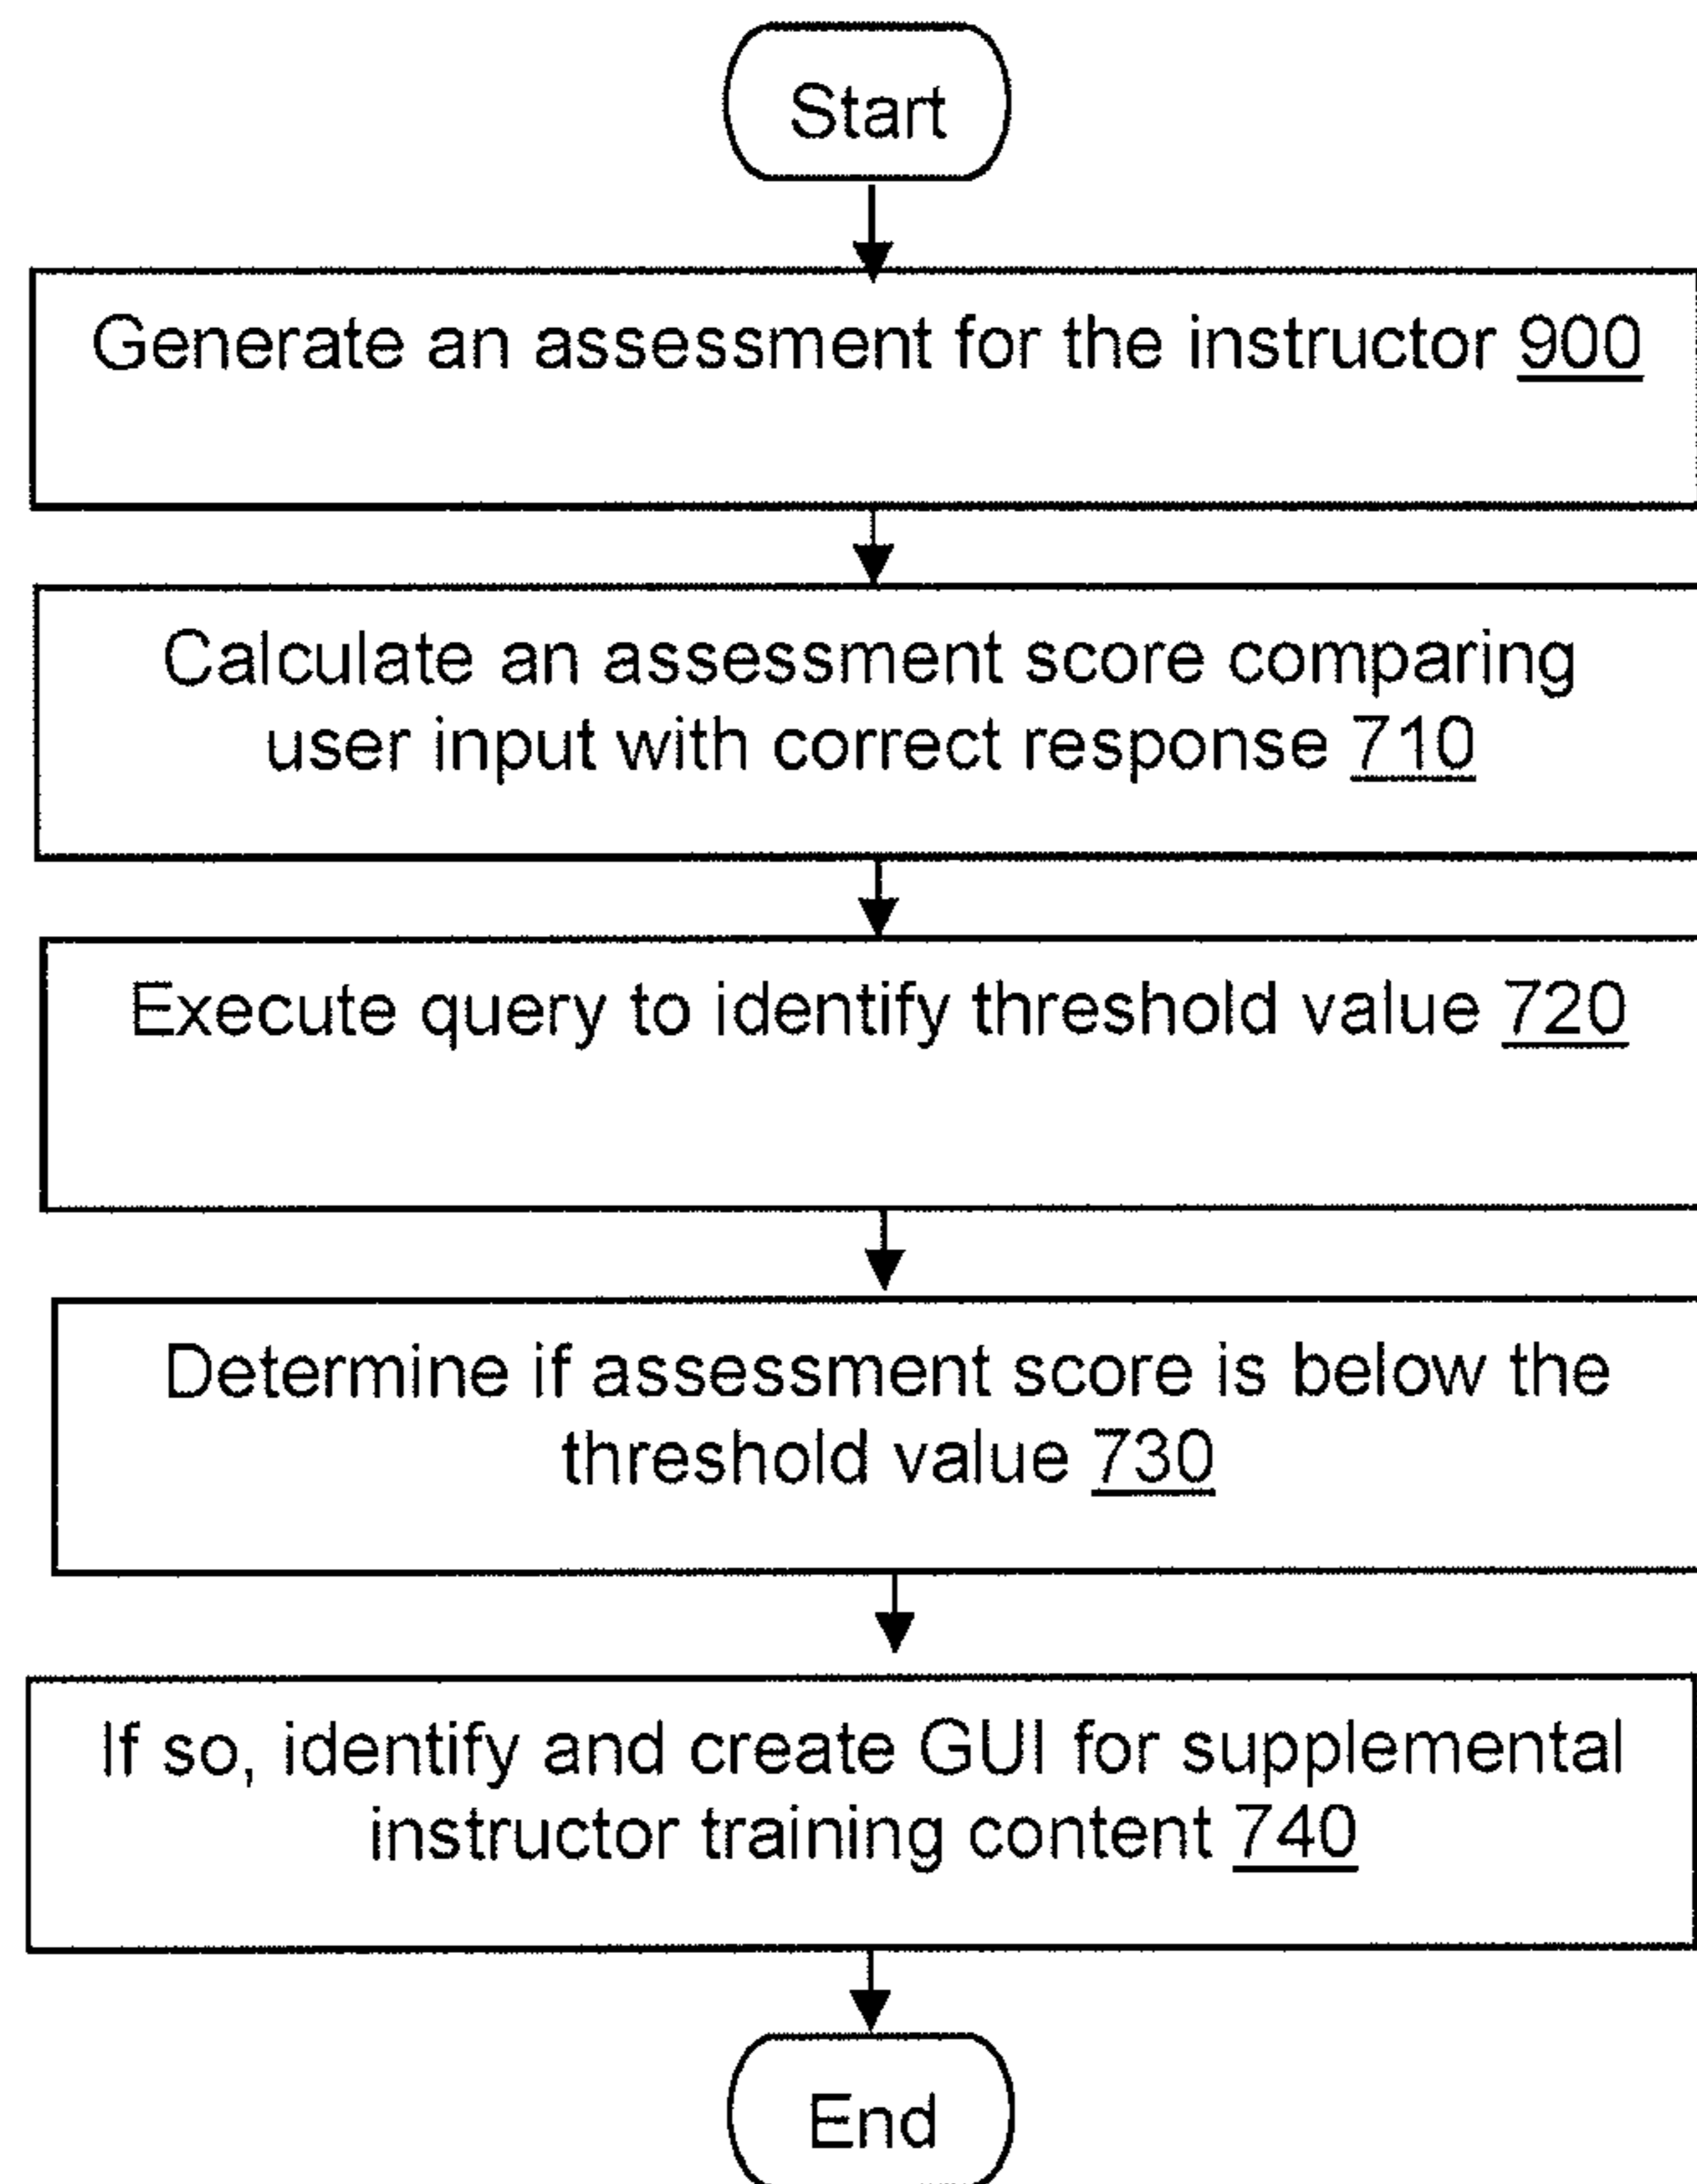 Start
Generate an assessment for the instructor 900
Calculate an assessment score comparing
user input with correct response 710
Execute query to identify threshold value 720
Determine if assessment score is below the
threshold value 730
If so, identify and create GUI for supplemental
instructor training content 740
End